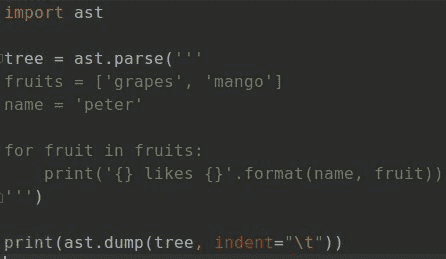 import ast

tree = ast.parse('''
fruits = ['grapes', 'mango']
name = 'peter'

for fruit in fruits:
    print('{} likes {}'.format(name, fruit))
''')

print(ast.dump(tree, indent="\t"))